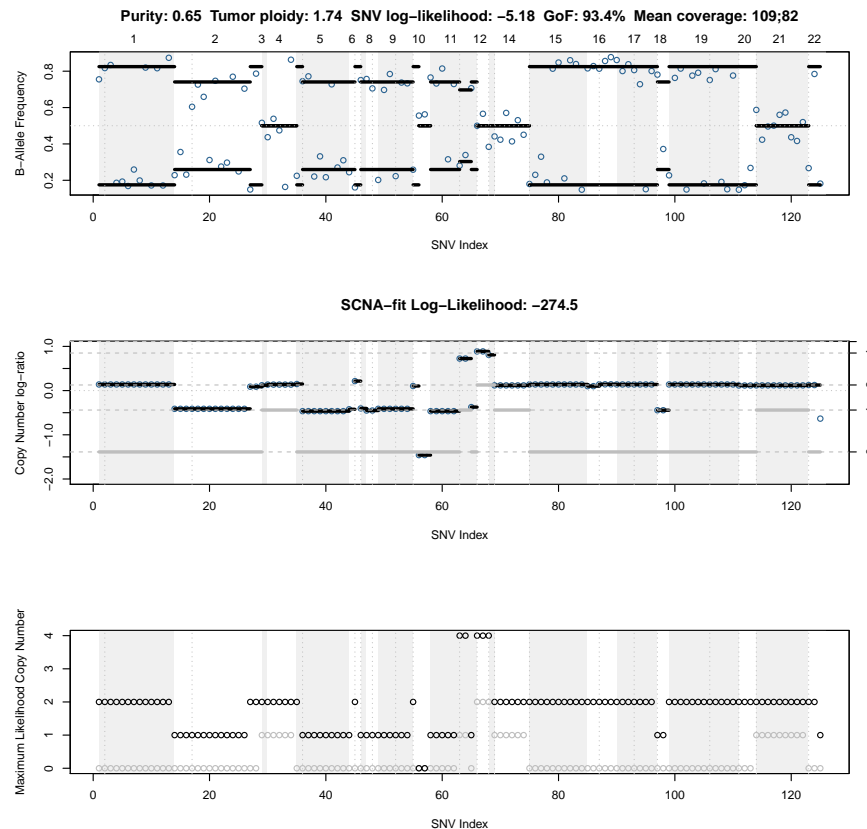 Purity: 0.65 Tumor ploidy: 1.74 SNV log−likelihood: −5.18 GoF: 93.4% Mean coverage: 109;82
1 2 3 4 5 6 8 9 10 11 12 14 15 16 17 18 19 20 21 22
B−Allele Frequency
0.8
0.6
0.4
0.2
0 20 40 60 80 100 120
SNV Index
SCNA−fit Log−Likelihood: −274.5
Copy Number log−ratio
1.0
0.0
−1.0
−2.0
0 20 40 60 80 100 120
SNV Index
Maximum Likelihood Copy Number
4
3
2
1
0
0 20 40 60 80 100 120
SNV Index